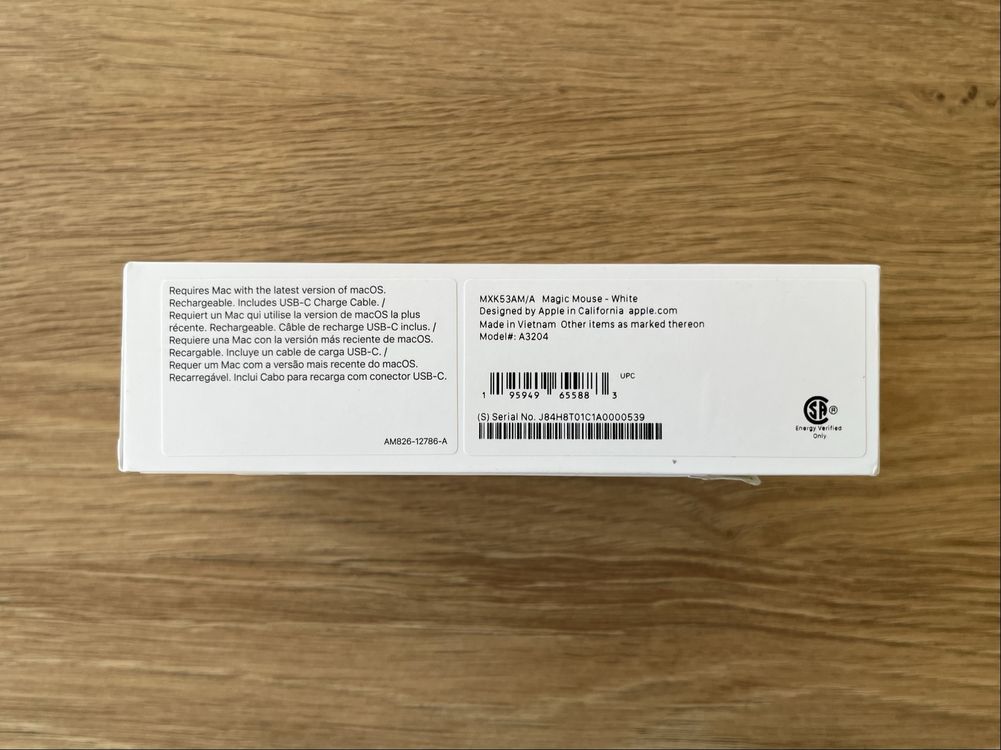 Requires Mac with the latest version of macOS.
Rechargeable. Includes USB-C Charge Cable. /
Requiert un Mac qui utilise la version de macOS la plus
récente. Rechargeable. Câble de recharge USB-C inclus. /
Requiere una Mac con la versión más reciente de macOS.
Recargable. Incluye un cable de carga USB-C. /
Requer um Mac com a versão mais recente do macOS.
Recarregável. Inclui Cabo para recarga com conector USB-C.
AM826-12786-A
MXK53AM/A Magic Mouse - White
Designed by Apple in California apple.com
Made in Vietnam Other items as marked thereon
Model#: A3204
UPC
1 95949 65588 3
(S) Serial No. J84H8T01C1A0000539
SA®
Energy Verified
Only